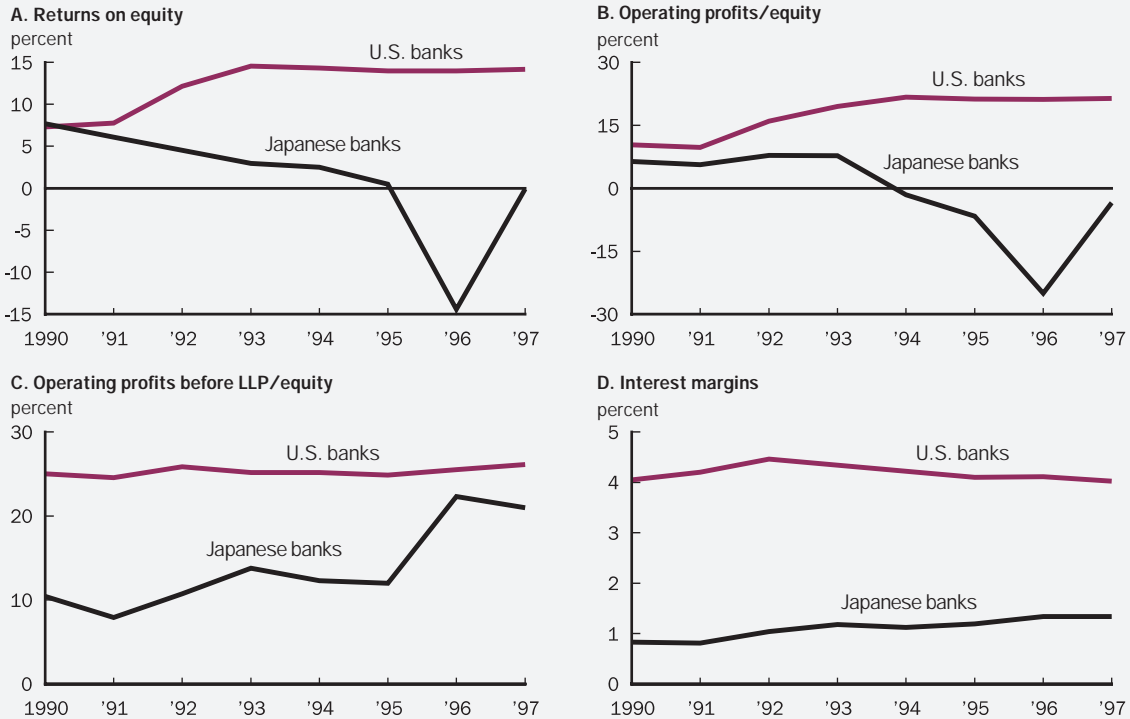 A. Returns on equity
percent
15
10
5
0
-5
-10
-15
U.S. banks
Japanese banks
1990 '91 '92 '93 '94 '95 '96 '97
B. Operating profits/equity
percent
30
15
0
-15
-30
U.S. banks
Japanese banks
1990 '91 '92 '93 '94 '95 '96 '97
C. Operating profits before LLP/equity
percent
30
20
10
0
U.S. banks
Japanese banks
1990 '91 '92 '93 '94 '95 '96 '97
D. Interest margins
percent
5
4
3
2
1
0
U.S. banks
Japanese banks
1990 '91 '92 '93 '94 '95 '96 '97